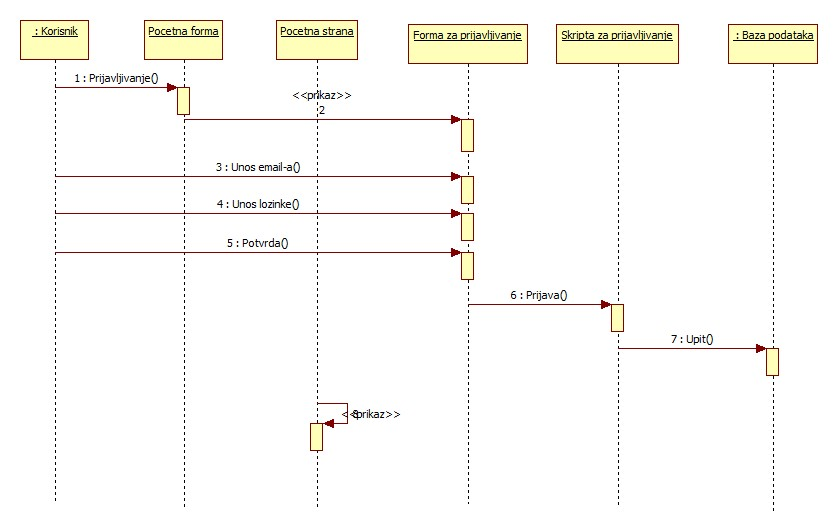 : Korisnik
Pocetna forma
Pocetna strana
Forma za prijavljivanje
Skripta za prijavljivanje
: Baza podataka
1 : Prijavljivanje()
<<prikaz>>
2
3 : Unos email-a()
4 : Unos lozinke()
5 : Potvrda()
6 : Prijava()
7 : Upit()
<<prikaz>>
8